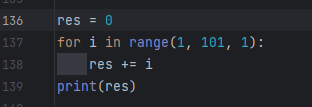 136 res = 0
137 for i in range(1, 101, 1):
138     res += i
139 print(res)